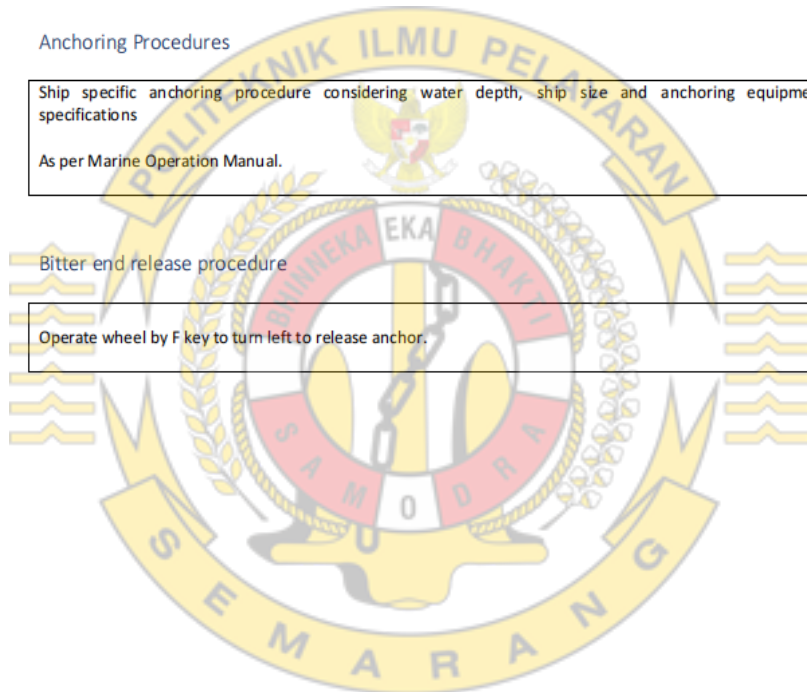 Anchoring Procedures
Ship specific anchoring procedure considering water depth, ship size and anchoring equipme
specifications
As per Marine Operation Manual.
Bitter end release procedure
Operate wheel by F key to turn left to release anchor.
POLITEKNIK ILMU PELAYARAN
BHINNEKA EKA BHAKTI
SAMODRA
SEMARANG